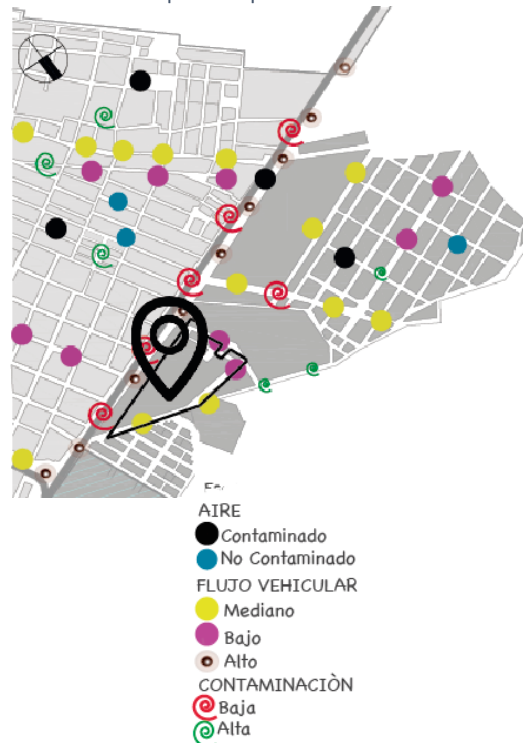 AIRE
Contaminado
No Contaminado
FLUJO VEHICULAR
Mediano
Bajo
Alto
CONTAMINACIÒN
Baja
Alta